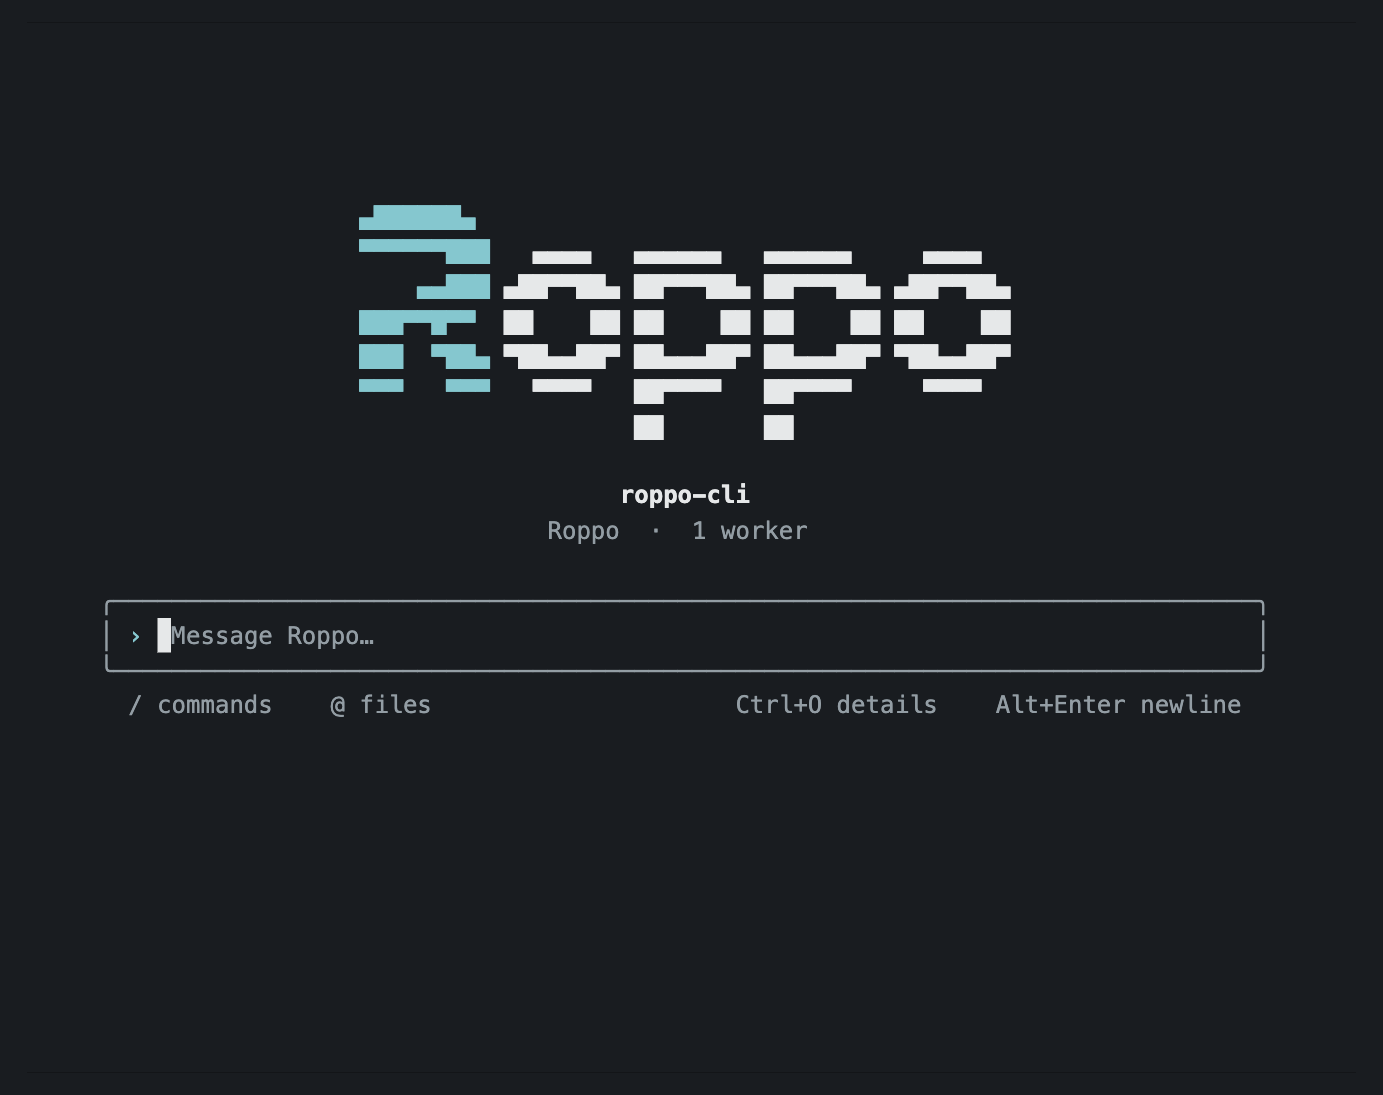 Roppo
roppo-cli
Roppo · 1 worker
› Message Roppo…
/ commands @ files Ctrl+O details Alt+Enter newline